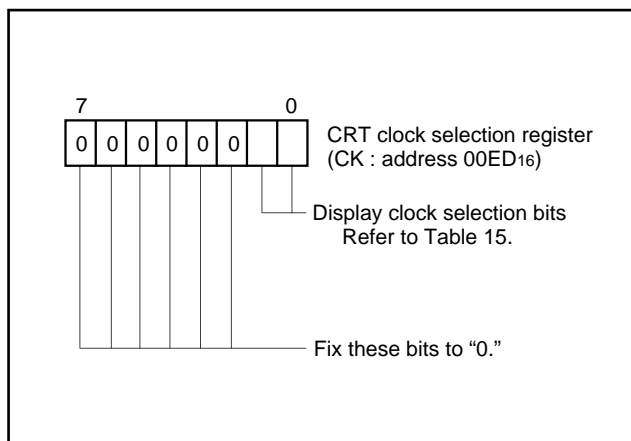 7 0
0 0 0 0 0 0
CRT clock selection register
(CK : address 00ED16)
Display clock selection bits
Refer to Table 15.
Fix these bits to “0.”